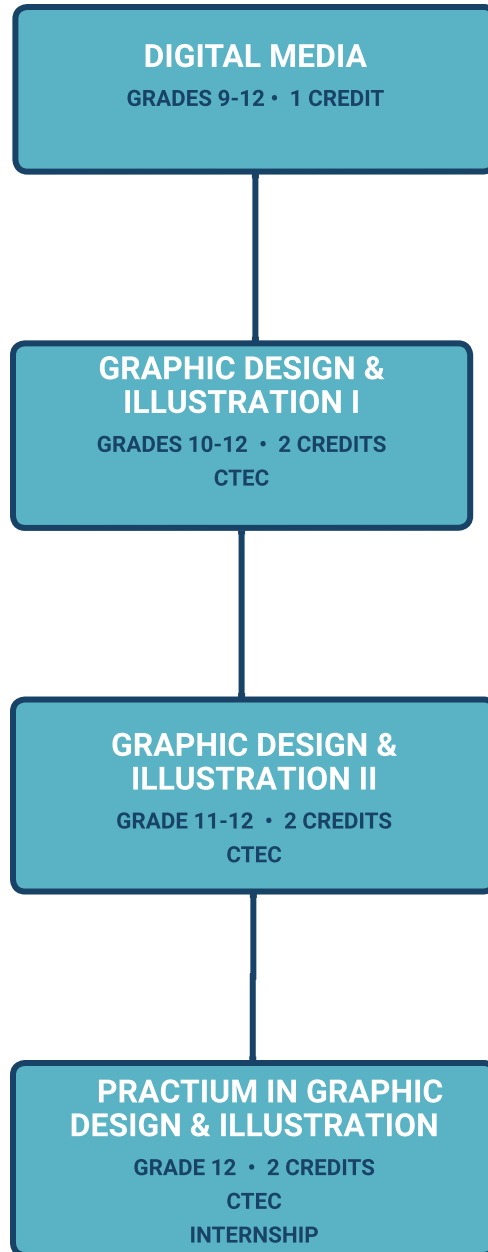 DIGITAL MEDIA
GRADES 9-12 • 1 CREDIT
GRAPHIC DESIGN &
ILLUSTRATION I
GRADES 10-12 • 2 CREDITS
CTEC
GRAPHIC DESIGN &
ILLUSTRATION II
GRADE 11-12 • 2 CREDITS
CTEC
PRACTIUM IN GRAPHIC
DESIGN & ILLUSTRATION
GRADE 12 • 2 CREDITS
CTEC
INTERNSHIP